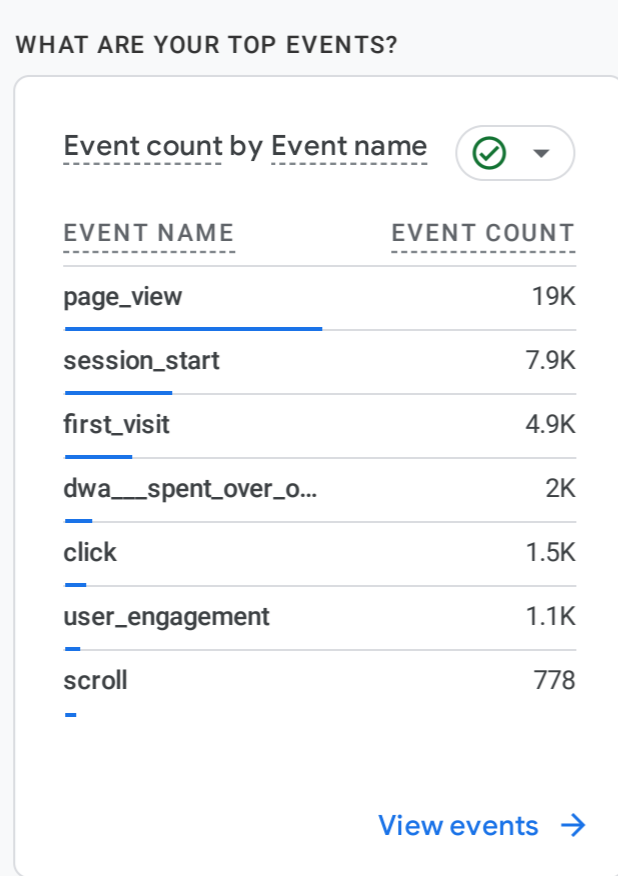 WHAT ARE YOUR TOP EVENTS?
Event count by Event name
EVENT NAME EVENT COUNT
page_view 19K
session_start 7.9K
first_visit 4.9K
dwa___spent_over_o... 2K
click 1.5K
user_engagement 1.1K
scroll 778
View events